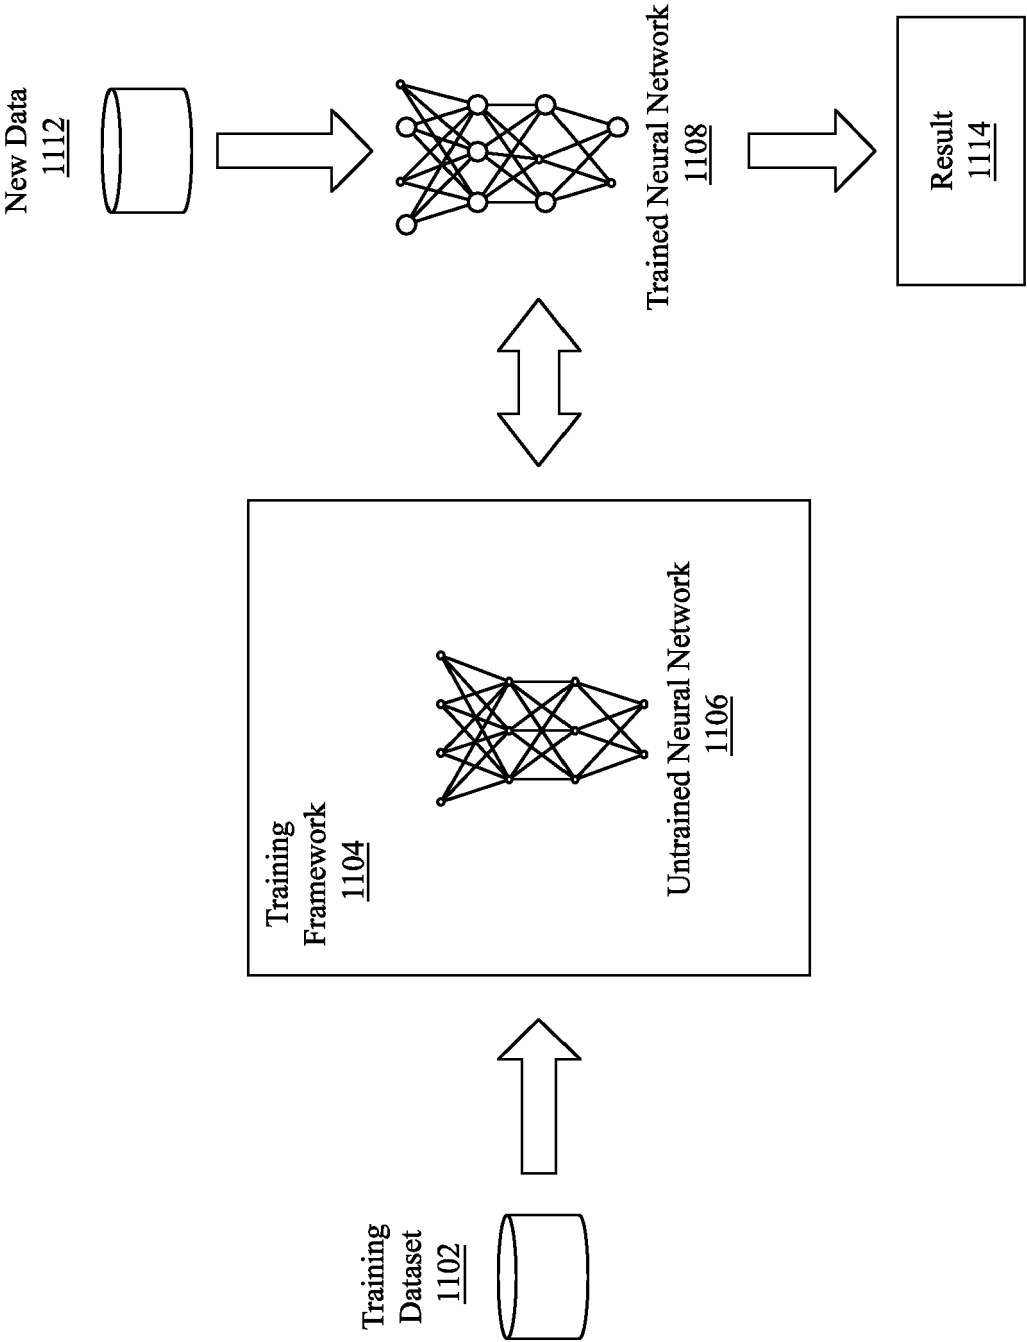 Training
Dataset
1102
Training
Framework
1104
Untrained Neural Network
1106
New Data
1112
Trained Neural Network
1108
Result
1114